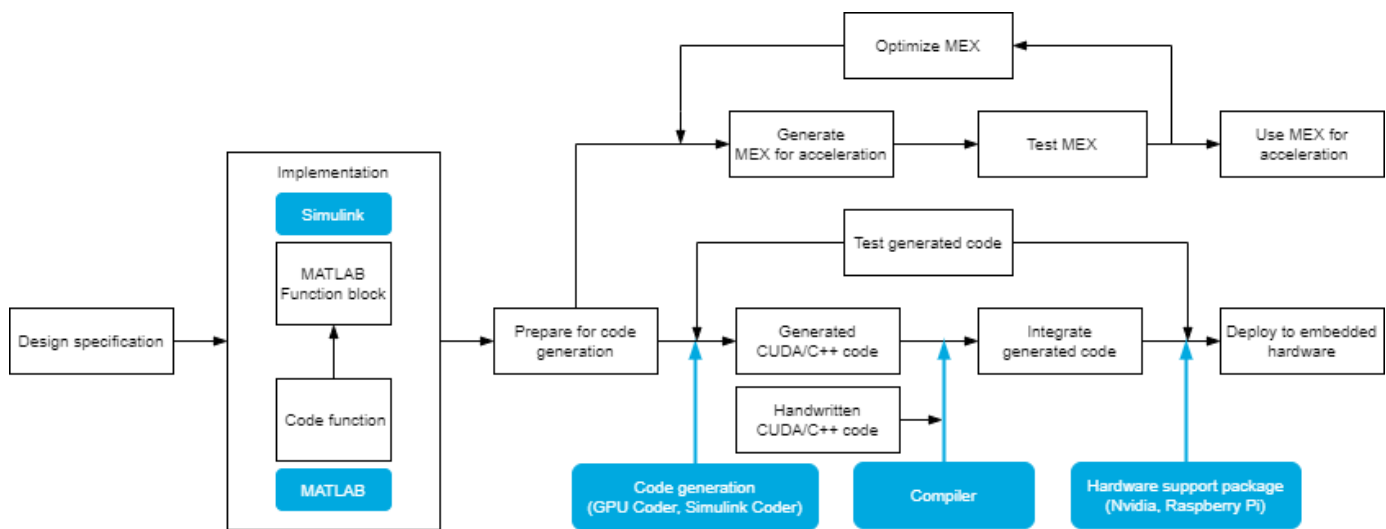 Optimize MEX
Generate
MEX for acceleration
Test MEX
Use MEX for
acceleration
Implementation
Simulink
MATLAB
Function block
Code function
MATLAB
Design specification
Prepare for code
generation
Test generated code
Generated
CUDA/C++ code
Integrate
generated code
Deploy to embedded
hardware
Handwritten
CUDA/C++ code
Code generation
(GPU Coder, Simulink Coder)
Compiler
Hardware support package
(Nvidia, Raspberry Pi)